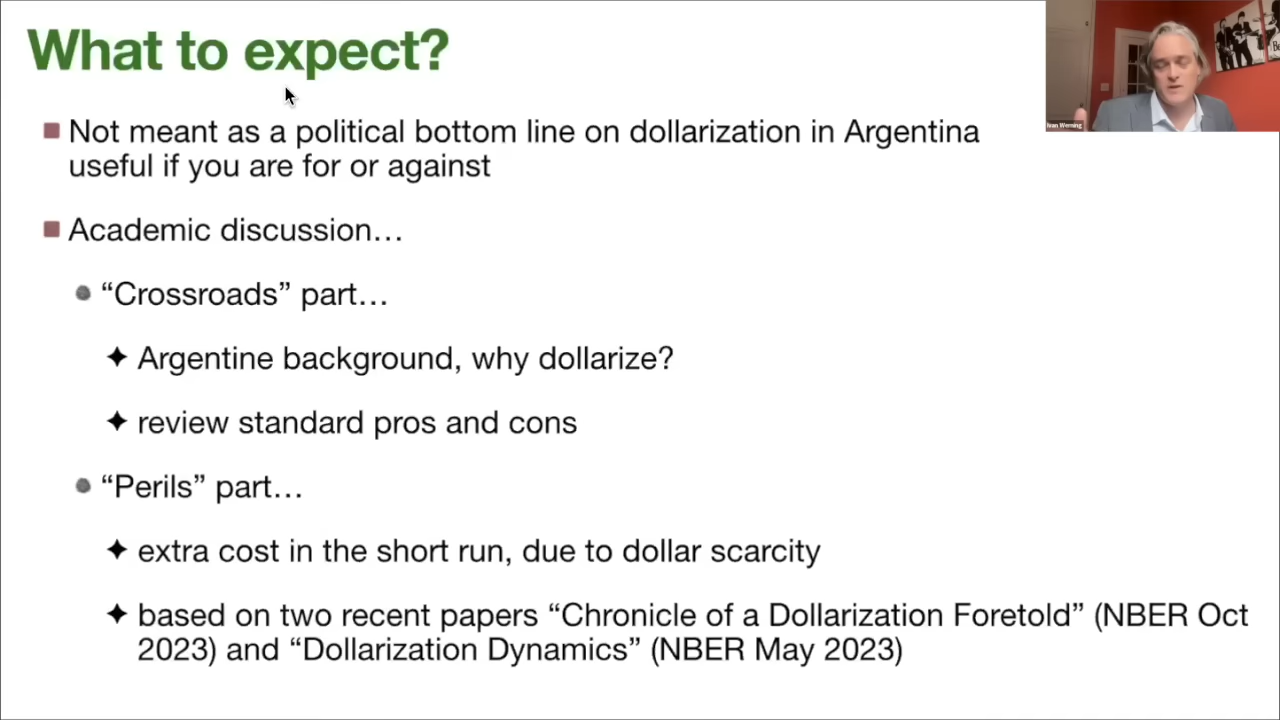 What to expect?
Not meant as a political bottom line on dollarization in Argentina
useful if you are for or against
Academic discussion…
“Crossroads” part…
Argentine background, why dollarize?
review standard pros and cons
“Perils” part…
extra cost in the short run, due to dollar scarcity
based on two recent papers “Chronicle of a Dollarization Foretold” (NBER Oct
2023) and “Dollarization Dynamics” (NBER May 2023)
Ivan Werning